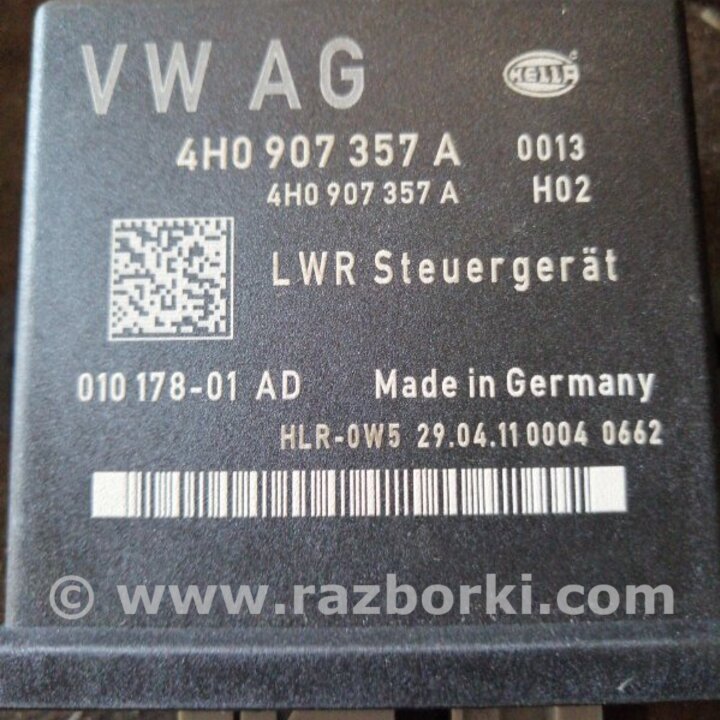 VW AG HELLA
4H0 907 357 A 0013
4H0 907 357 A H02
LWR Steuergerät
010 178-01 AD Made in Germany
HLR-0W5 29.04.11 0004 0662
© www.razborki.com